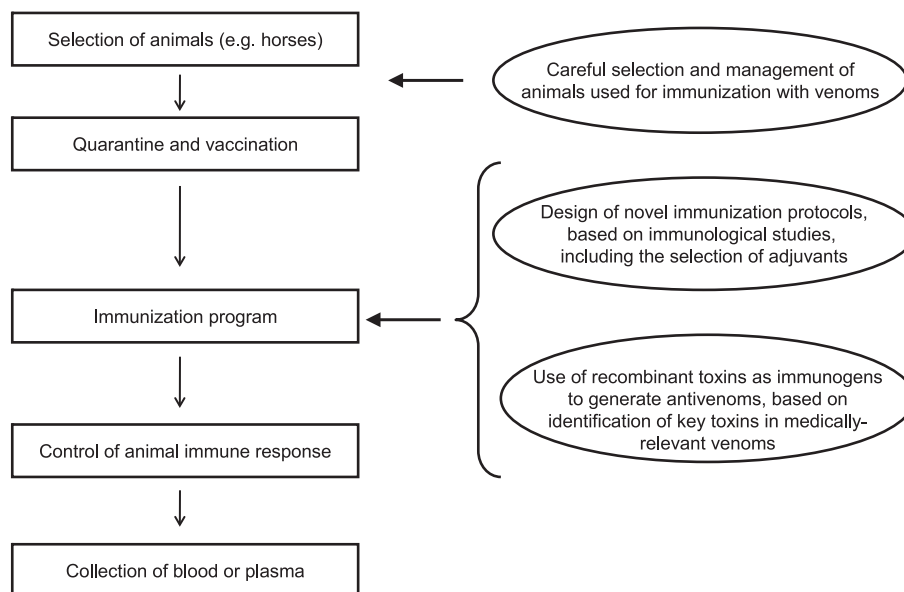 Selection of animals (e.g. horses)
Careful selection and management of
animals used for immunization with venoms
Quarantine and vaccination
Design of novel immunization protocols,
based on immunological studies,
including the selection of adjuvants
Immunization program
Use of recombinant toxins as immunogens
to generate antivenoms, based on
identification of key toxins in medically-
relevant venoms
Control of animal immune response
Collection of blood or plasma